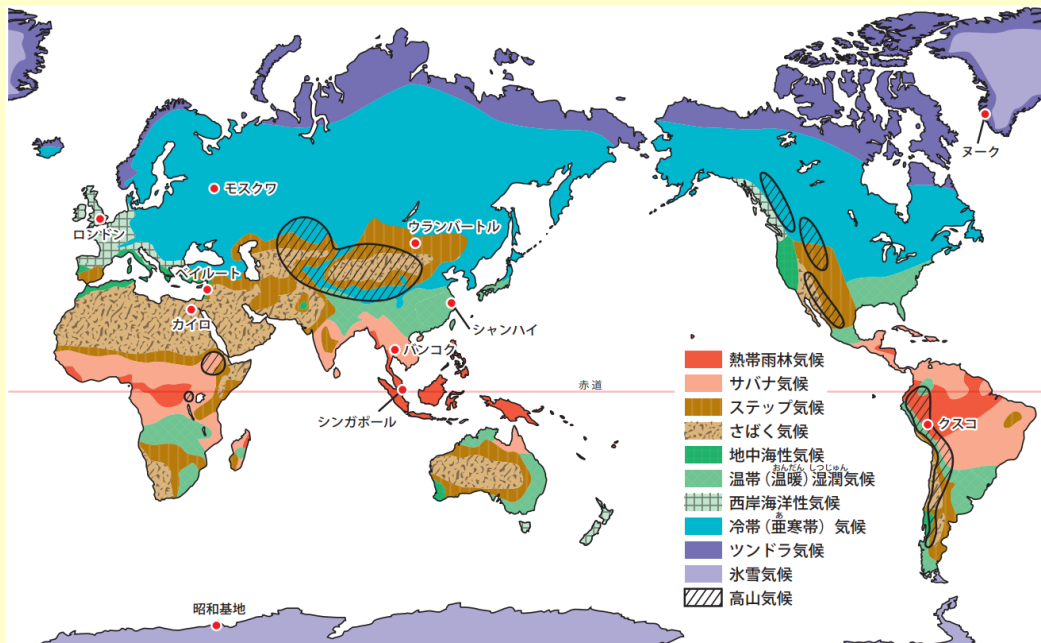 ヌーク
モスクワ
ロンドン
ウランバートル
ベイルート
カイロ
シャンハイ
バンコク
赤道
シンガポール
クスコ
昭和基地
熱帯雨林気候
サバナ気候
ステップ気候
さばく気候
地中海性気候
おんだん しつじゅん
温帯(温暖)湿潤気候
西岸海洋性気候
あ
冷帯(亜寒帯)気候
ツンドラ気候
氷雪気候
高山気候